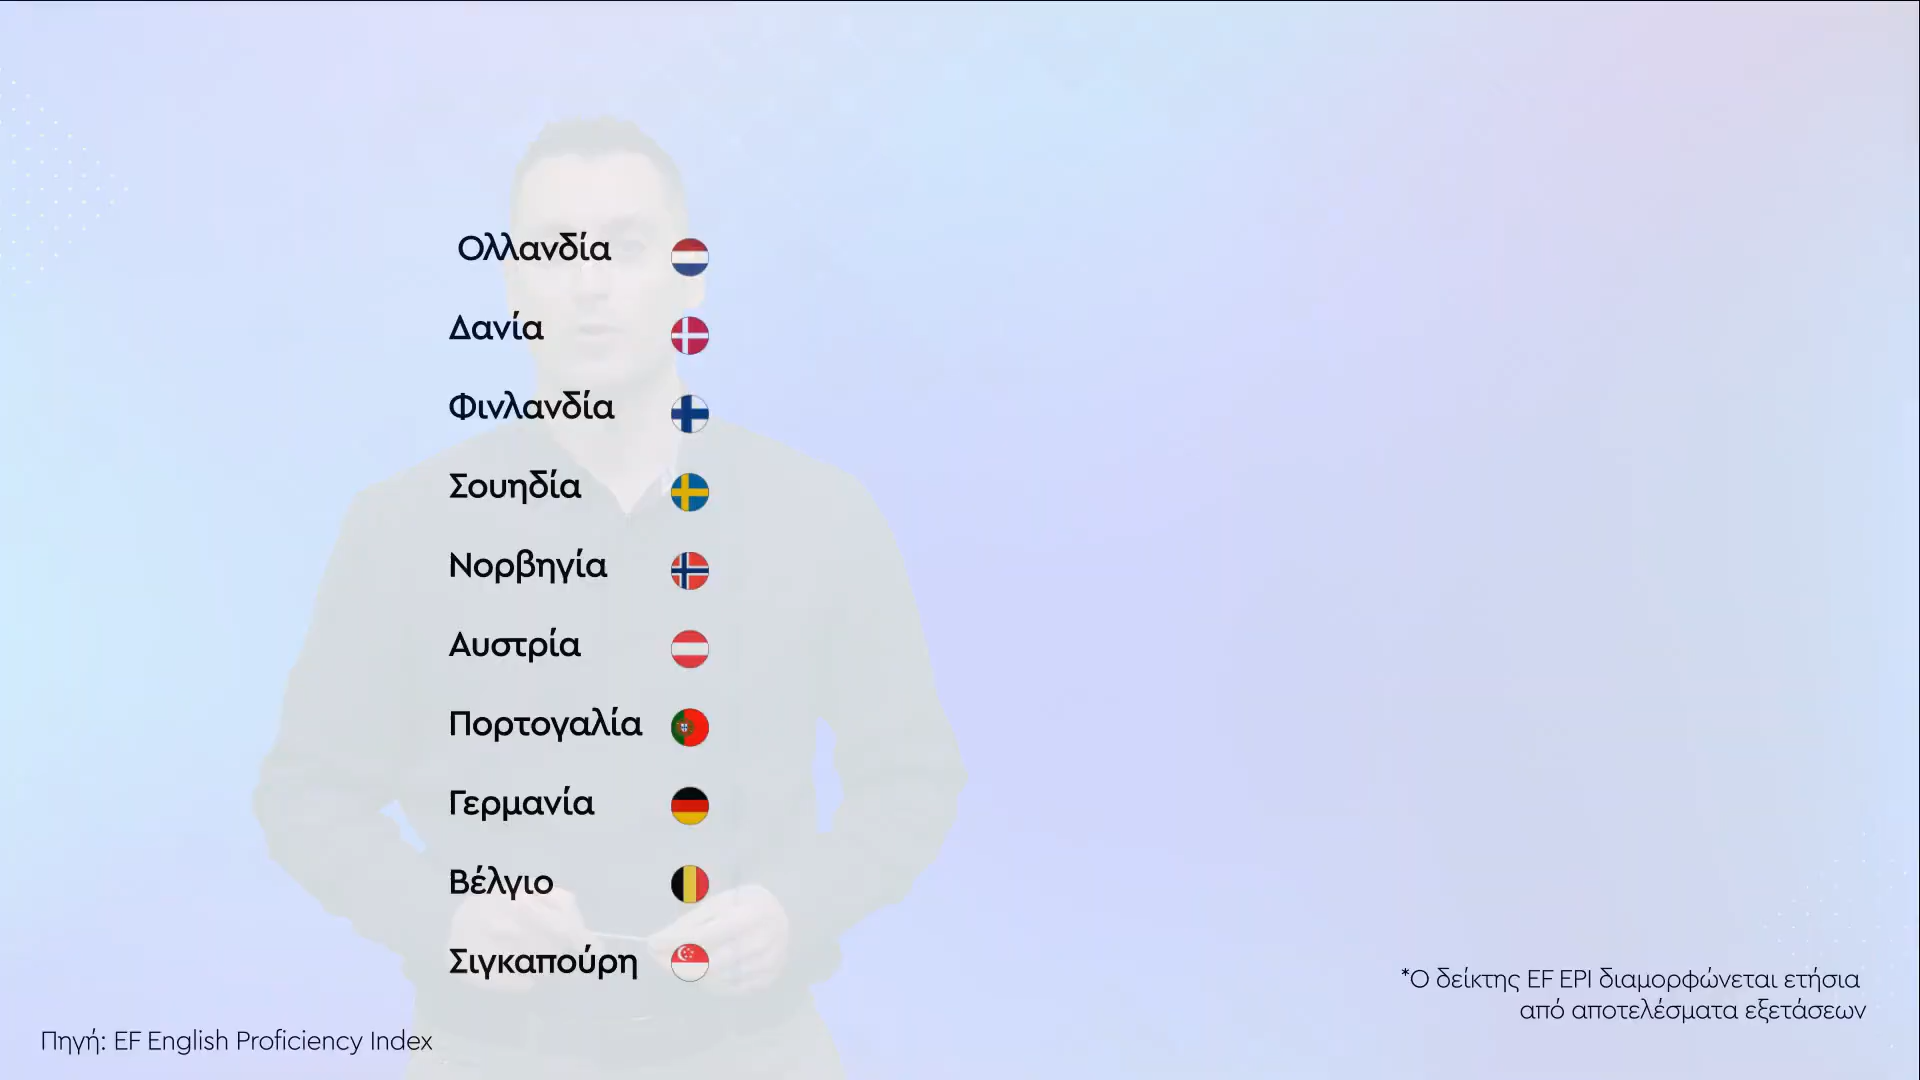 Ολλανδία
Δανία
Φινλανδία
Σουηδία
Νορβηγία
Αυστρία
Πορτογαλία
Γερμανία
Βέλγιο
Σιγκαπούρη
*Ο δείκτης EF EPI διαμορφώνεται ετήσια
από αποτελέσματα εξετάσεων
Πηγή: EF English Proficiency Index